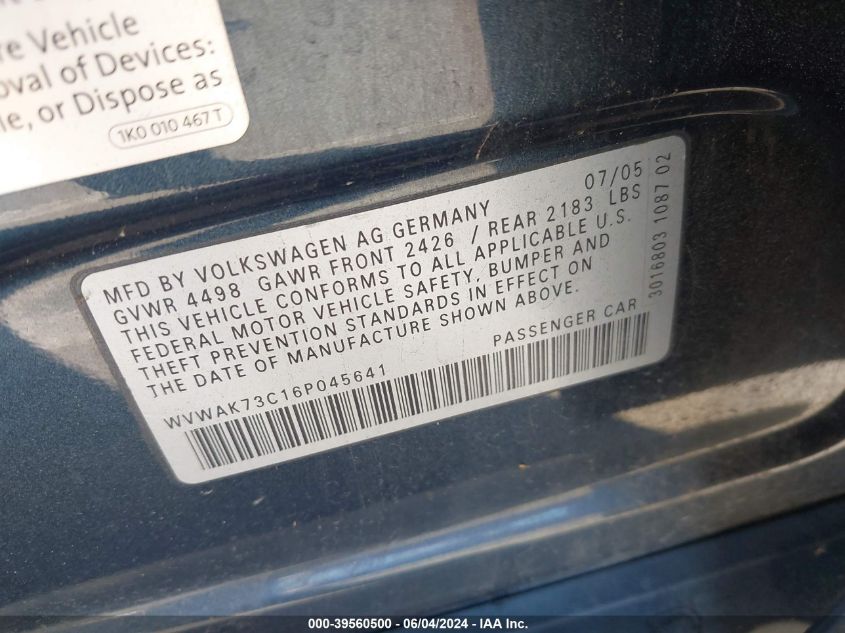 re Vehicle
oval of Devices:
le, or Dispose as
1K0 010 467T
07/05
MFD BY VOLKSWAGEN AG GERMANY
GVWR 4498 GAWR FRONT 2426 / REAR 2183 LBS
THIS VEHICLE CONFORMS TO ALL APPLICABLE U.S.
FEDERAL MOTOR VEHICLE SAFETY, BUMPER AND
THEFT PREVENTION STANDARDS IN EFFECT ON
THE DATE OF MANUFACTURE SHOWN ABOVE.
WVWAK73C16P045641
PASSENGER CAR
3016803 1087 02
000-39560500 - 06/04/2024 - IAA Inc.